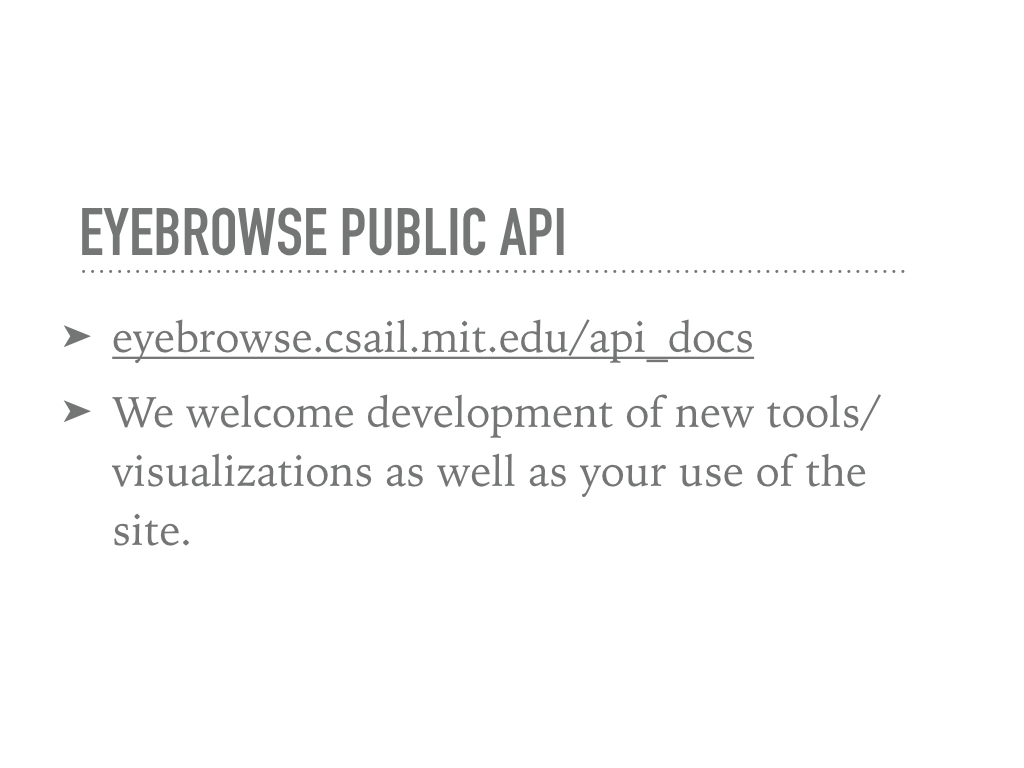 EYEBROWSE PUBLIC API
➤ eyebrowse.csail.mit.edu/api_docs
➤ We welcome development of new tools/
visualizations as well as your use of the
site.